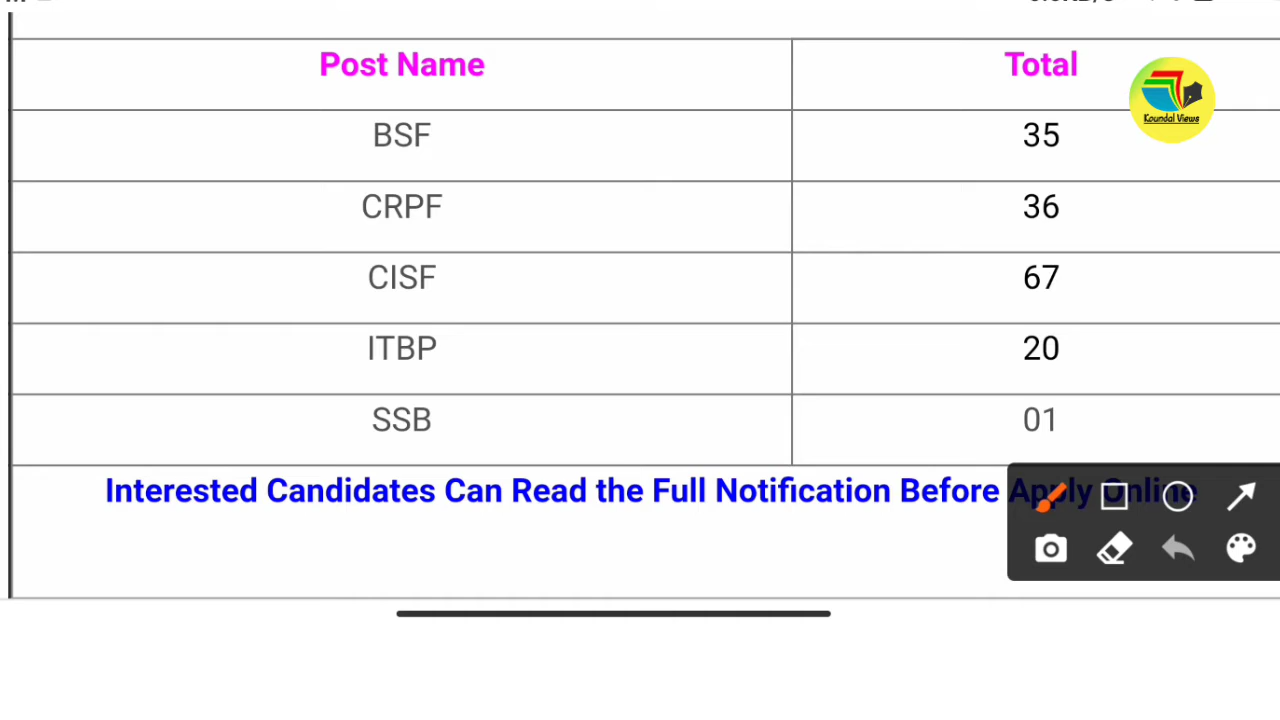 Post Name Total
Koundal Views
BSF 35
CRPF 36
CISF 67
ITBP 20
SSB 01
Interested Candidates Can Read the Full Notification Before Apply Online